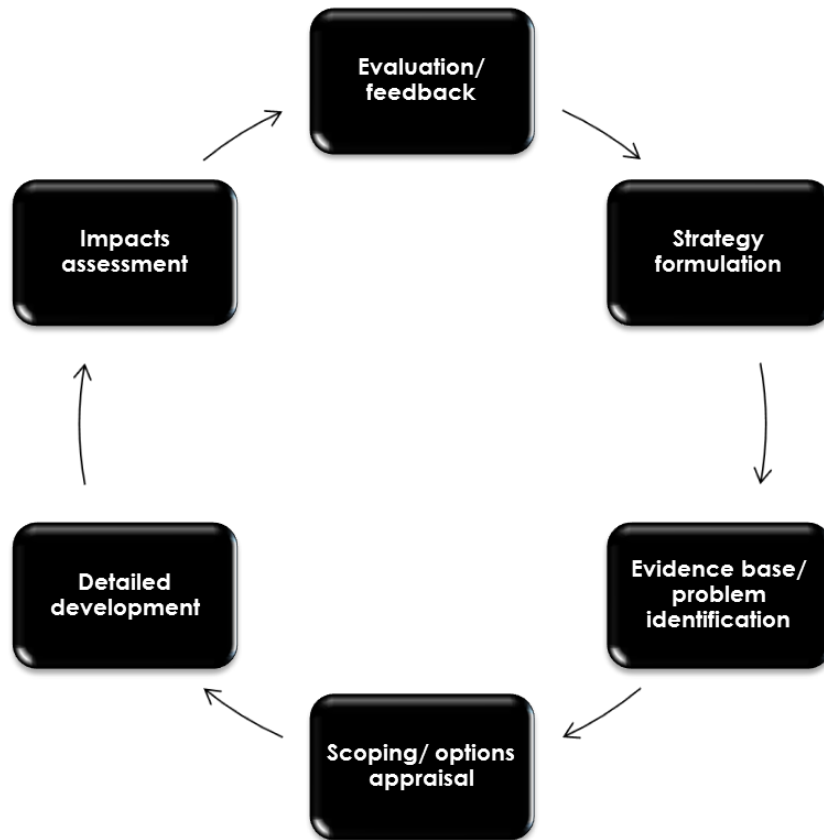 Evaluation/
feedback
Strategy
formulation
Evidence base/
problem
identification
Scoping/ options
appraisal
Detailed
development
Impacts
assessment